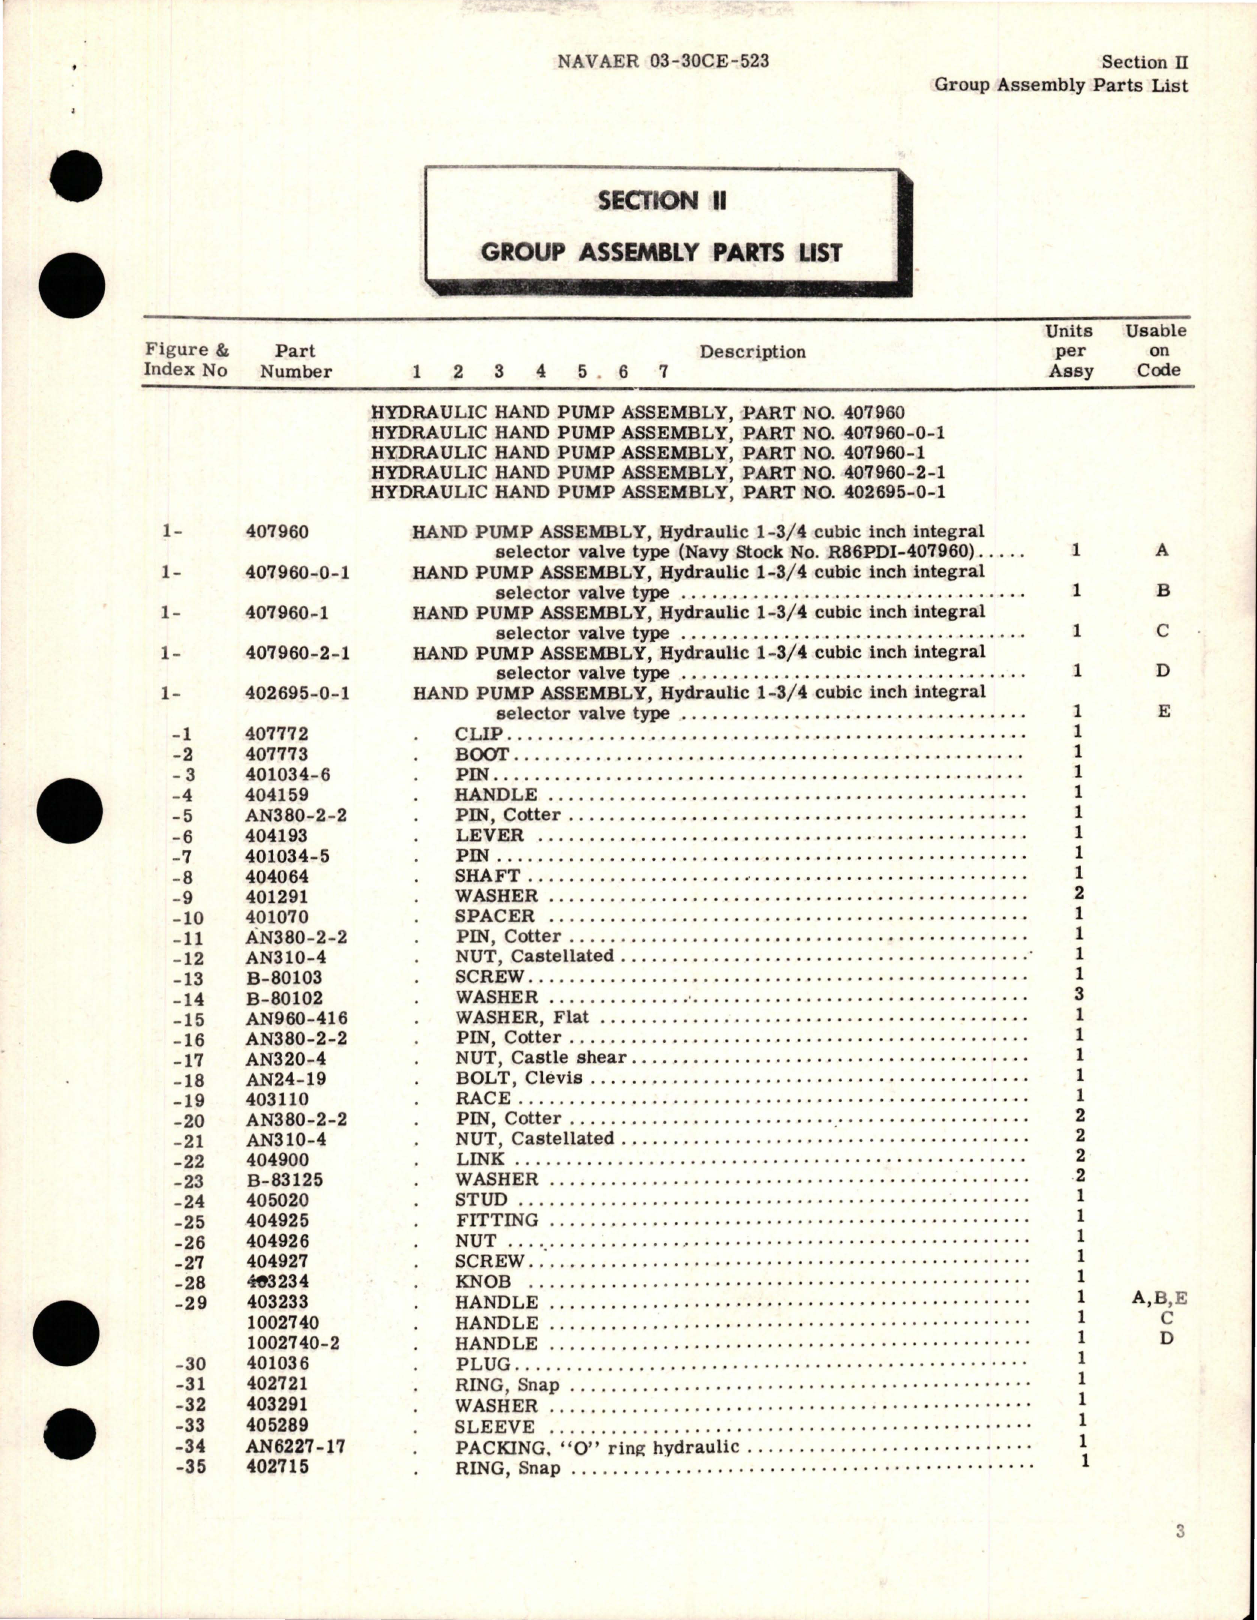 NAVAER 03-30CE-523
Section II
Group Assembly Parts List
SECTION II
GROUP ASSEMBLY PARTS LIST
Figure & Index No Part Number 1 2 3 4 5 6 7 Description Units per Assy Usable on Code
HYDRAULIC HAND PUMP ASSEMBLY, PART NO. 407960
HYDRAULIC HAND PUMP ASSEMBLY, PART NO. 407960-0-1
HYDRAULIC HAND PUMP ASSEMBLY, PART NO. 407960-1
HYDRAULIC HAND PUMP ASSEMBLY, PART NO. 407960-2-1
HYDRAULIC HAND PUMP ASSEMBLY, PART NO. 402695-0-1
1- 407960 HAND PUMP ASSEMBLY, Hydraulic 1-3/4 cubic inch integral
selector valve type (Navy Stock No. R86PDI-407960)..... 1 A
1- 407960-0-1 HAND PUMP ASSEMBLY, Hydraulic 1-3/4 cubic inch integral
selector valve type ..... 1 B
1- 407960-1 HAND PUMP ASSEMBLY, Hydraulic 1-3/4 cubic inch integral
selector valve type ..... 1 C
1- 407960-2-1 HAND PUMP ASSEMBLY, Hydraulic 1-3/4 cubic inch integral
selector valve type ..... 1 D
1- 402695-0-1 HAND PUMP ASSEMBLY, Hydraulic 1-3/4 cubic inch integral
selector valve type ..... 1 E
-1 407772 . CLIP..... 1
-2 407773 . BOOT..... 1
-3 401034-6 . PIN..... 1
-4 404159 . HANDLE ..... 1
-5 AN380-2-2 . PIN, Cotter ..... 1
-6 404193 . LEVER ..... 1
-7 401034-5 . PIN ..... 1
-8 404064 . SHAFT ..... 1
-9 401291 . WASHER ..... 2
-10 401070 . SPACER ..... 1
-11 AN380-2-2 . PIN, Cotter ..... 1
-12 AN310-4 . NUT, Castellated ..... 1
-13 B-80103 . SCREW..... 1
-14 B-80102 . WASHER ..... 3
-15 AN960-416 . WASHER, Flat ..... 1
-16 AN380-2-2 . PIN, Cotter ..... 1
-17 AN320-4 . NUT, Castle shear..... 1
-18 AN24-19 . BOLT, Clevis ..... 1
-19 403110 . RACE ..... 1
-20 AN380-2-2 . PIN, Cotter ..... 2
-21 AN310-4 . NUT, Castellated ..... 2
-22 404900 . LINK ..... 2
-23 B-83125 . WASHER ..... 2
-24 405020 . STUD ..... 1
-25 404925 . FITTING ..... 1
-26 404926 . NUT ..... 1
-27 404927 . SCREW..... 1
-28 403234 . KNOB ..... 1
-29 403233 . HANDLE ..... 1 A,B,E
1002740 . HANDLE ..... 1 C
1002740-2 . HANDLE ..... 1 D
-30 401036 . PLUG..... 1
-31 402721 . RING, Snap ..... 1
-32 403291 . WASHER ..... 1
-33 405289 . SLEEVE ..... 1
-34 AN6227-17 . PACKING, "O" ring hydraulic ..... 1
-35 402715 . RING, Snap ..... 1
3